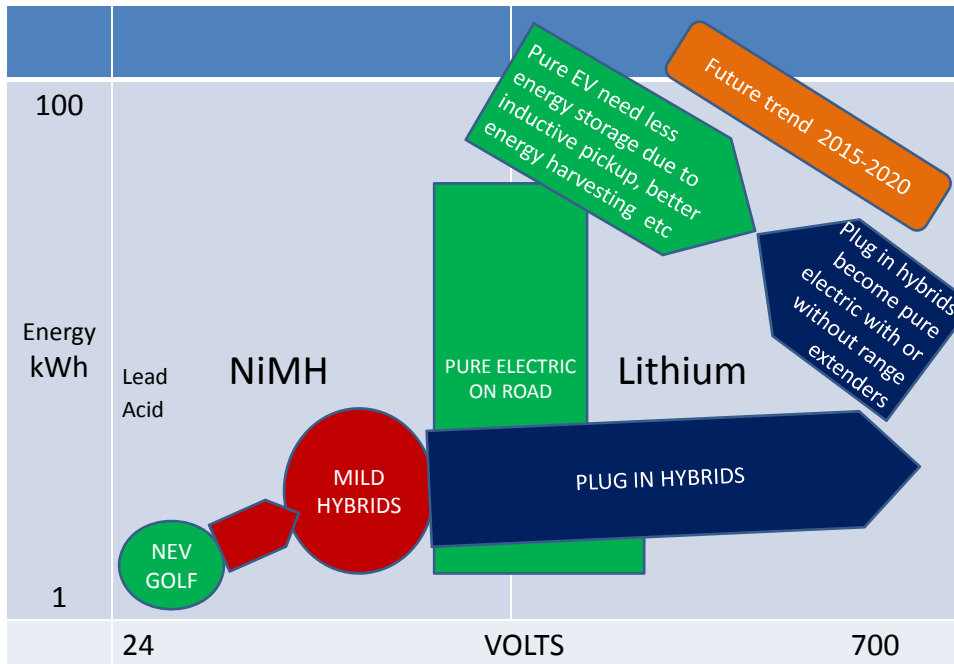 100
Energy
kWh
1
Lead
Acid
NiMH
Lithium
Pure EV need less
energy storage due to
inductive pickup, better
energy harvesting etc
Future trend 2015-2020
Plug in hybrids
become pure
electric with or
without range
extenders
PURE ELECTRIC
ON ROAD
MILD
HYBRIDS
PLUG IN HYBRIDS
NEV
GOLF
24
VOLTS
700